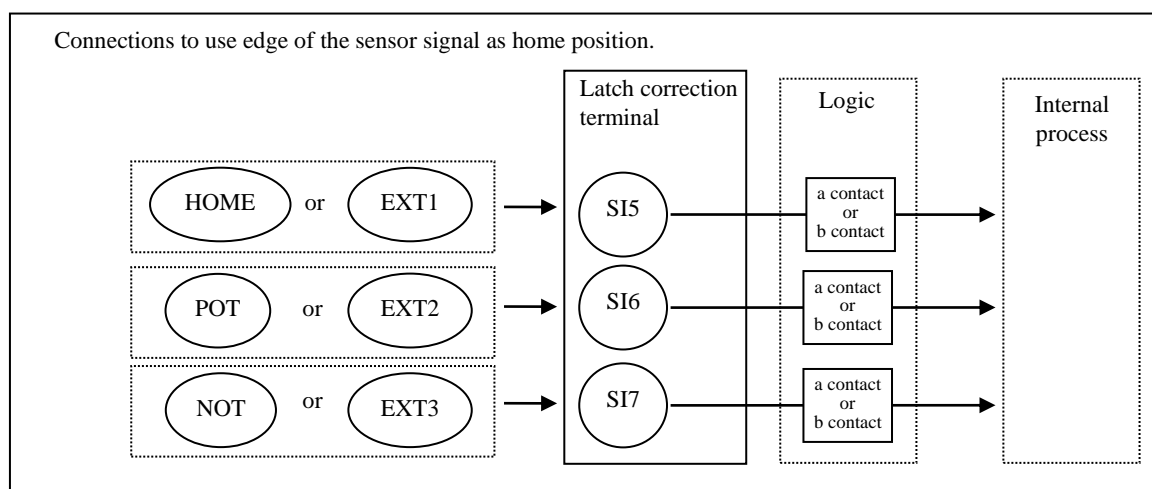 Connections to use edge of the sensor signal as home position.
Latch correction
terminal
Logic
Internal
process
HOME or EXT1
SI5
a contact
or
b contact
POT or EXT2
SI6
a contact
or
b contact
NOT or EXT3
SI7
a contact
or
b contact